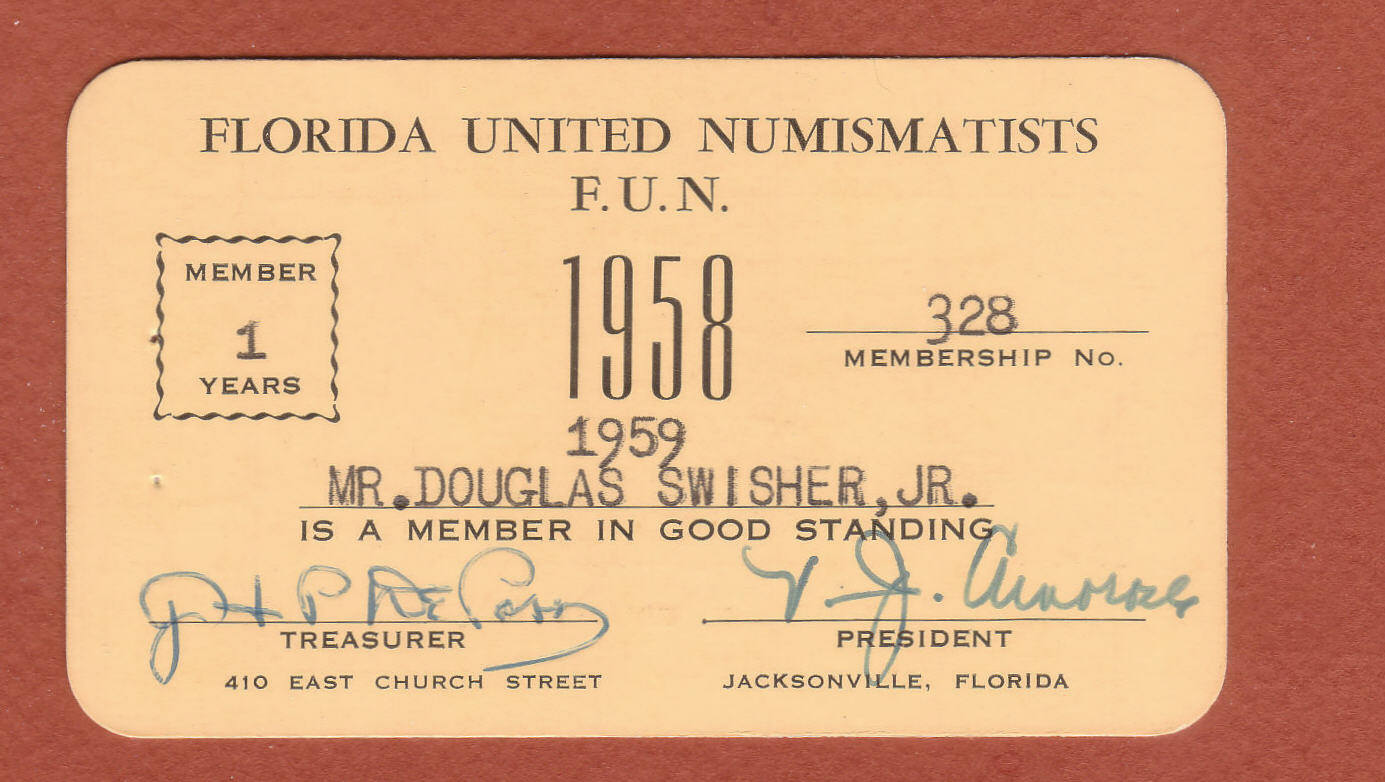 FLORIDA UNITED NUMISMATISTS
F.U.N.
MEMBER
1
YEARS
1958
328
MEMBERSHIP No.
1959
MR.DOUGLAS SWISHER,JR.
IS A MEMBER IN GOOD STANDING
V. J.
TREASURER
PRESIDENT
410 EAST CHURCH STREET
JACKSONVILLE, FLORIDA